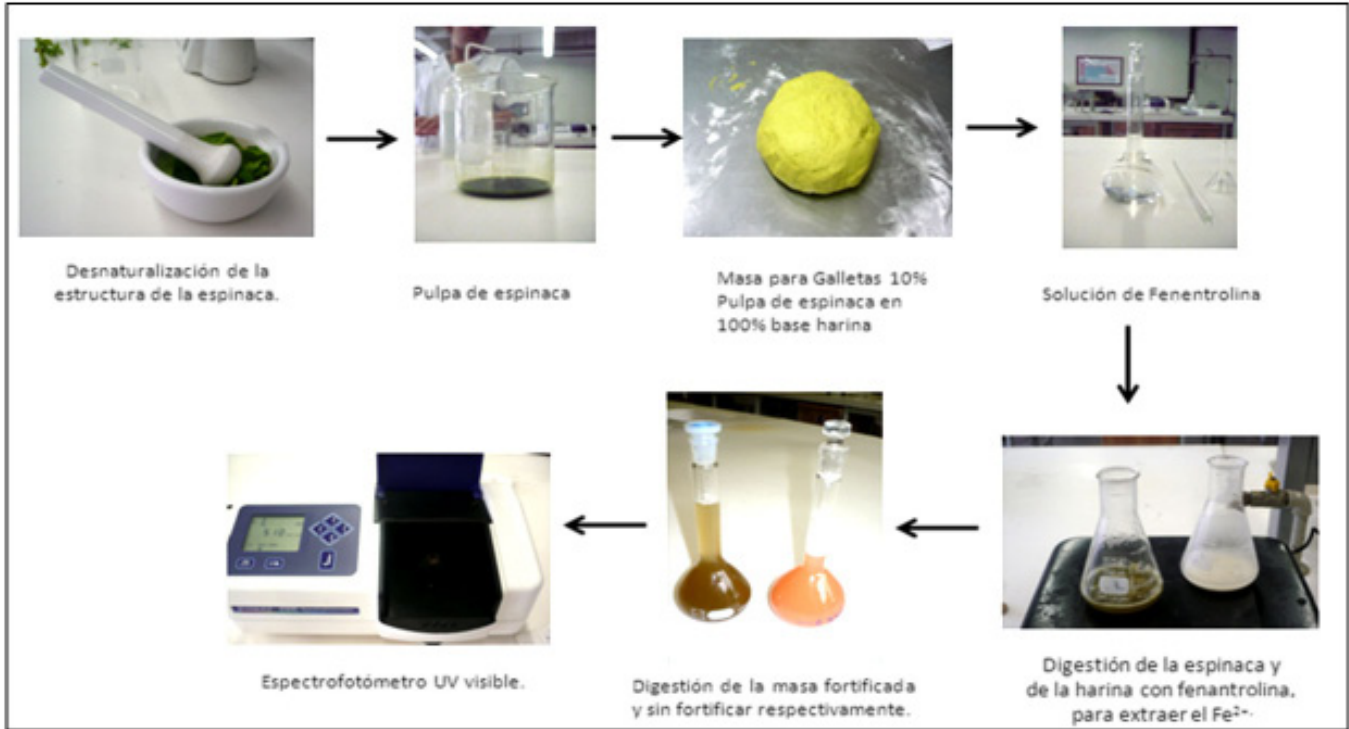 Desnaturalización de la
estructura de la espinaca.
Pulpa de espinaca
Masa para Galletas 10%
Pulpa de espinaca en
100% base harina
Solución de Fenentrolina
Digestión de la espinaca y
de la harina con fenantrolina,
para extraer el Fe²⁺.
Digestión de la masa fortificada
y sin fortificar respectivamente.
Espectrofotómetro UV visible.